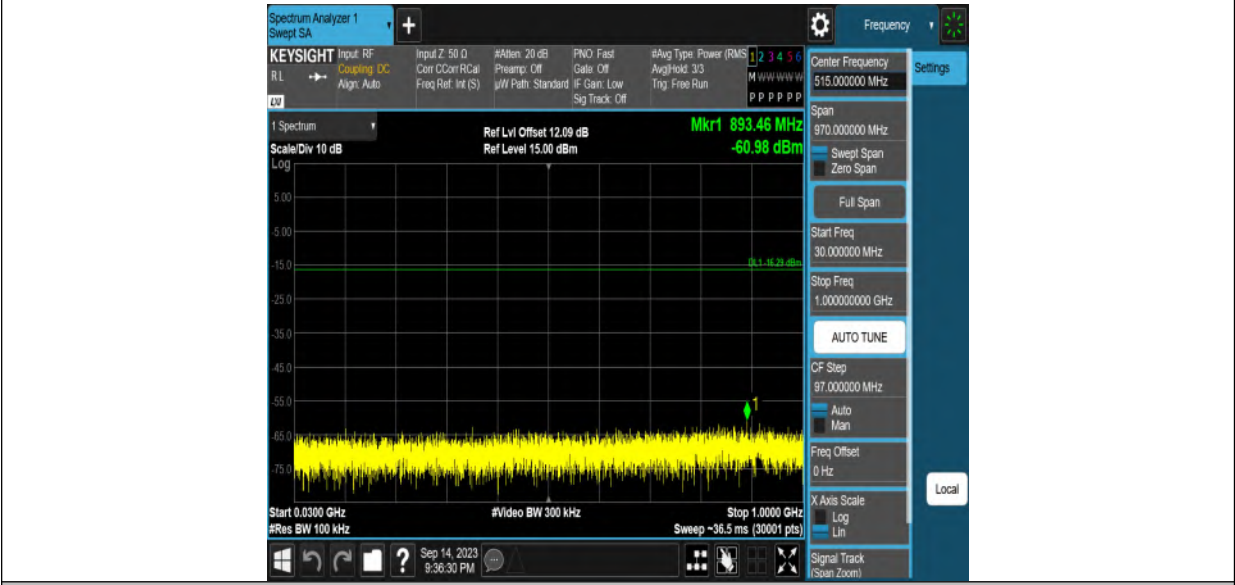 Spectrum Analyzer 1
Swept SA
Frequency
KEYSIGHT
R L
LXI
Input: RF
Coupling: DC
Align: Auto
Input Z: 50 Ω
Corr CCorr RCal
Freq Ref: Int (S)
#Atten: 20 dB
Preamp: Off
µW Path: Standard
PNO: Fast
Gate: Off
IF Gain: Low
Sig Track: Off
#Avg Type: Power (RMS
Avg|Hold: 3/3
Trig: Free Run
1 2 3 4 5 6
M W W W W W
P P P P P P
1 Spectrum
Scale/Div 10 dB
Ref Lvl Offset 12.09 dB
Ref Level 15.00 dBm
Mkr1 893.46 MHz
-60.98 dBm
Log
5.00
-5.00
-15.0
DL1 -16.29 dBm
-25.0
-35.0
-45.0
-55.0
1
-65.0
-75.0
Start 0.0300 GHz
#Res BW 100 kHz
#Video BW 300 kHz
Stop 1.0000 GHz
Sweep ~36.5 ms (30001 pts)
?
Sep 14, 2023
9:36:30 PM
Center Frequency
515.000000 MHz
Span
970.000000 MHz
Swept Span
Zero Span
Full Span
Start Freq
30.000000 MHz
Stop Freq
1.000000000 GHz
AUTO TUNE
CF Step
97.000000 MHz
Auto
Man
Freq Offset
0 Hz
X Axis Scale
Log
Lin
Signal Track
(Span Zoom)
Settings
Local